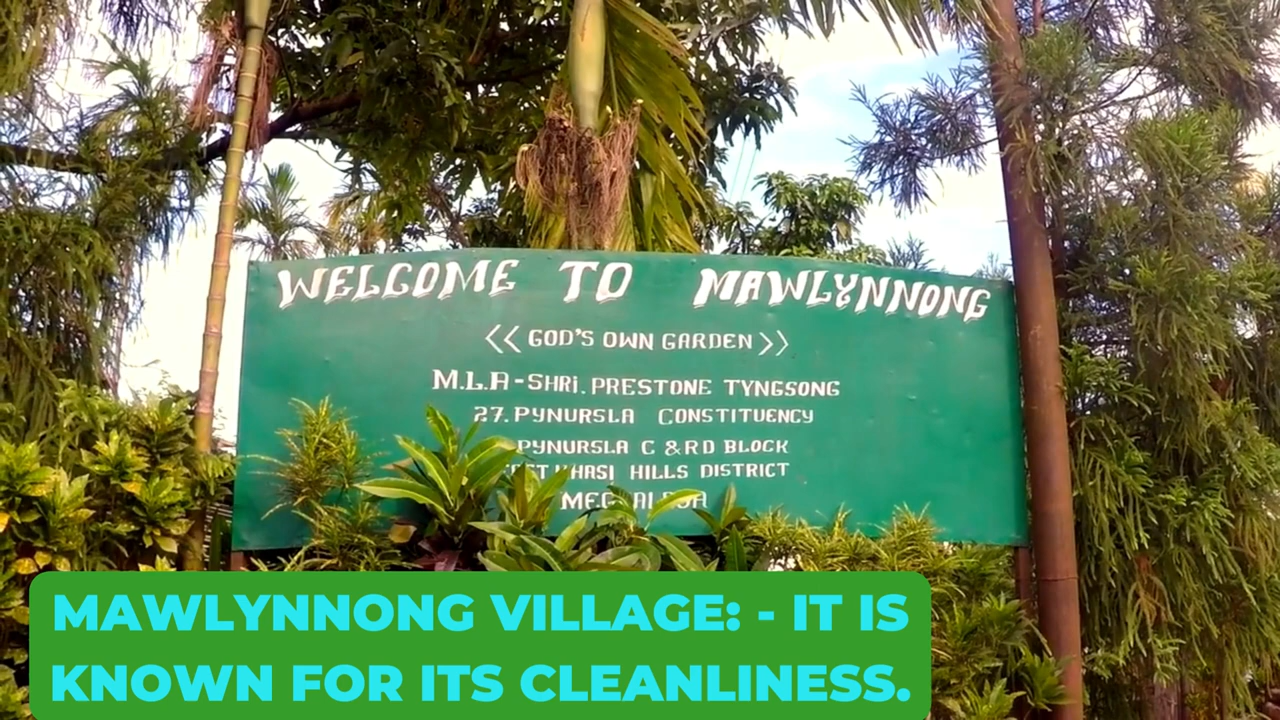 WELCOME TO MAWLYNNONG
<< GOD'S OWN GARDEN >>
M.L.A - SHRI. PRESTONE TYNGSONG
27. PYNURSLA CONSTITUENCY
PYNURSLA C & RD BLOCK
HILLS DISTRICT
MAWLYNNONG VILLAGE: - IT IS
KNOWN FOR ITS CLEANLINESS.